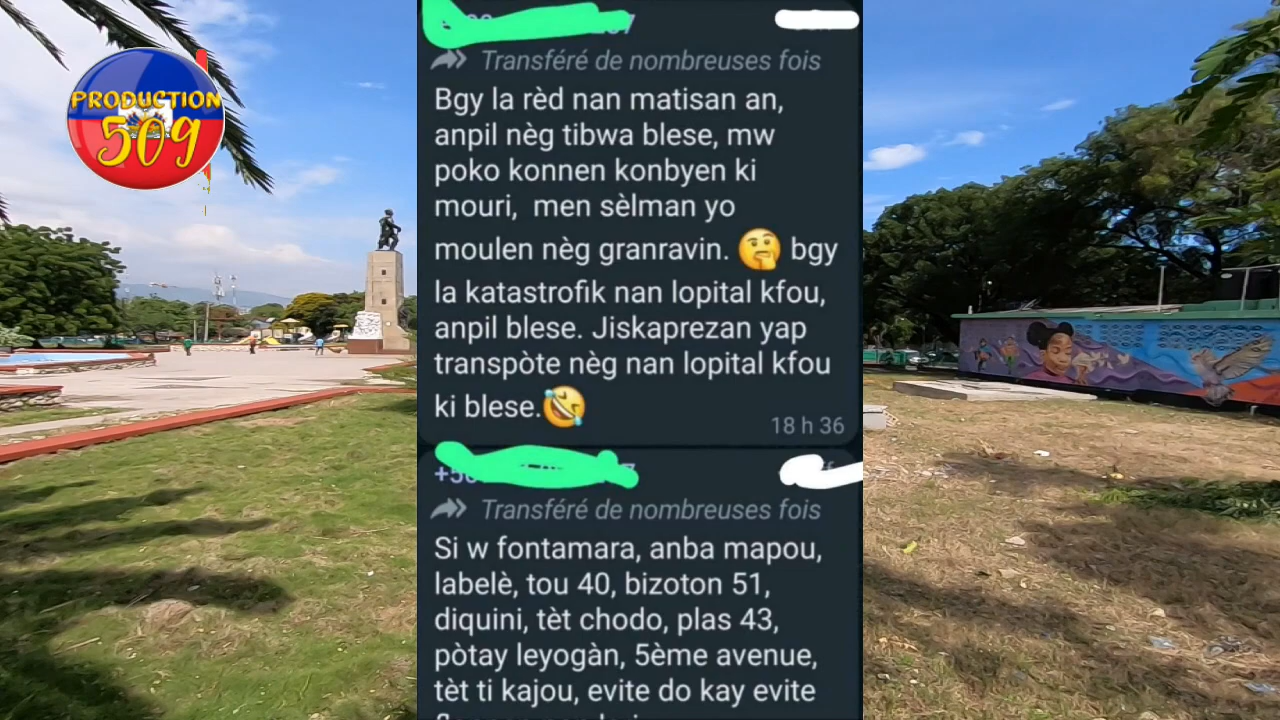 PRODUCTION
509
Transféré de nombreuses fois
Bgy la rèd nan matisan an,
anpil nèg tibwa blese, mw
poko konnen konbyen ki
mouri, men sèlman yo
moulen nèg granravin. 🤔 bgy
la katastrofik nan lopital kfou,
anpil blese. Jiskaprezan yap
transpòte nèg nan lopital kfou
ki blese.🤣
18 h 36
Transféré de nombreuses fois
Si w fontamara, anba mapou,
labelè, tou 40, bizoton 51,
diquini, tèt chodo, plas 43,
pòtay leyogàn, 5ème avenue,
tèt ti kajou, evite do kay evite